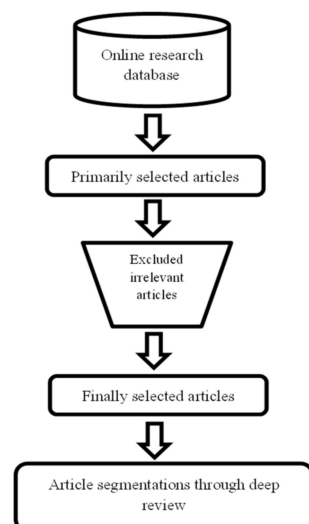 Online research
database
Primarily selected articles
Excluded
irrelevant
articles
Finally selected articles
Article segmentations through deep
review